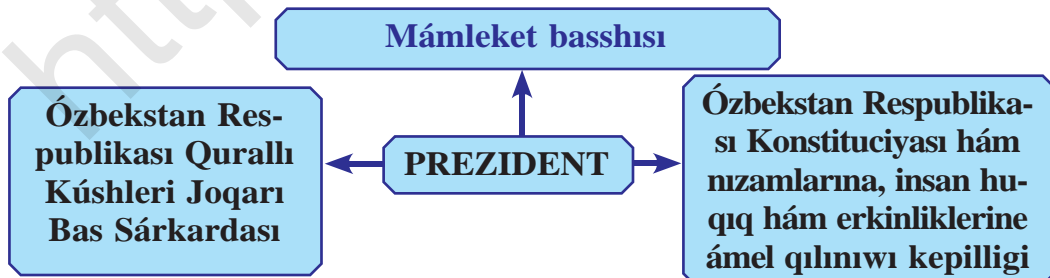 Mámleket basshısı
Ózbekstan Res-
publikası Qurallı
Kúshleri Joqarı
Bas Sárkardası
PREZIDENT
Ózbekstan Respublika-
sı Konstituciyası hám
nızamlarına, insan hu-
qıq hám erkinliklerine
ámel qılınıwı kepilligi
htt